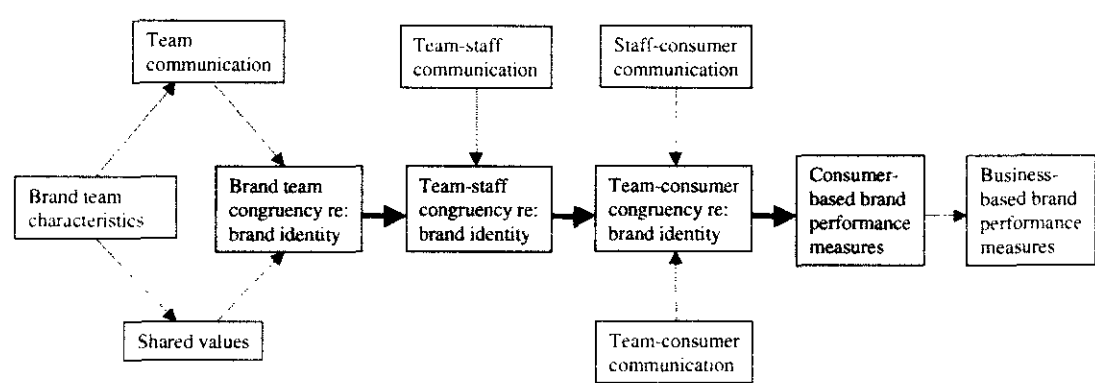 Team
communication
Team-staff
communication
Staff-consumer
communication
Brand team
characteristics
Brand team
congruency re:
brand identity
Team-staff
congruency re:
brand identity
Team-consumer
congruency re:
brand identity
Consumer-
based brand
performance
measures
Business-
based brand
performance
measures
Shared values
Team-consumer
communication